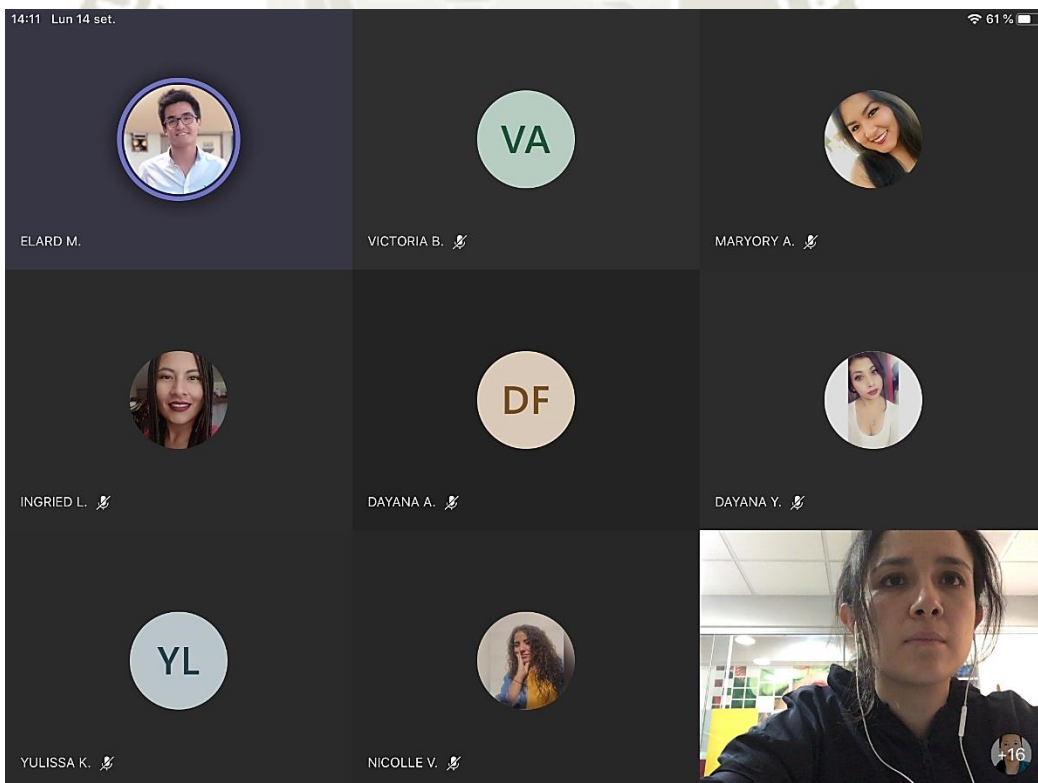 14:11 Lun 14 set.
61 %
ELARD M.
VA
VICTORIA B.
MARYORY A.
INGRIED L.
DF
DAYANA A.
DAYANA Y.
YL
YULISSA K.
NICOLLE V.
+16